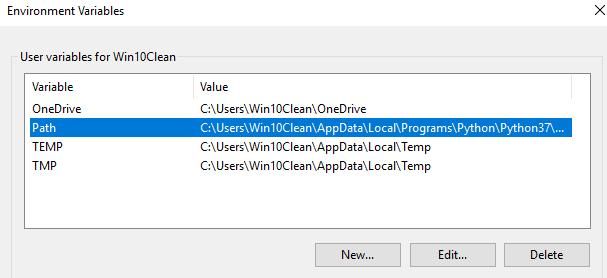 Environment Variables
User variables for Win10Clean
Variable Value
OneDrive C:\Users\Win10Clean\OneDrive
Path C:\Users\Win10Clean\AppData\Local\Programs\Python\Python37\...
TEMP C:\Users\Win10Clean\AppData\Local\Temp
TMP C:\Users\Win10Clean\AppData\Local\Temp
New... Edit... Delete